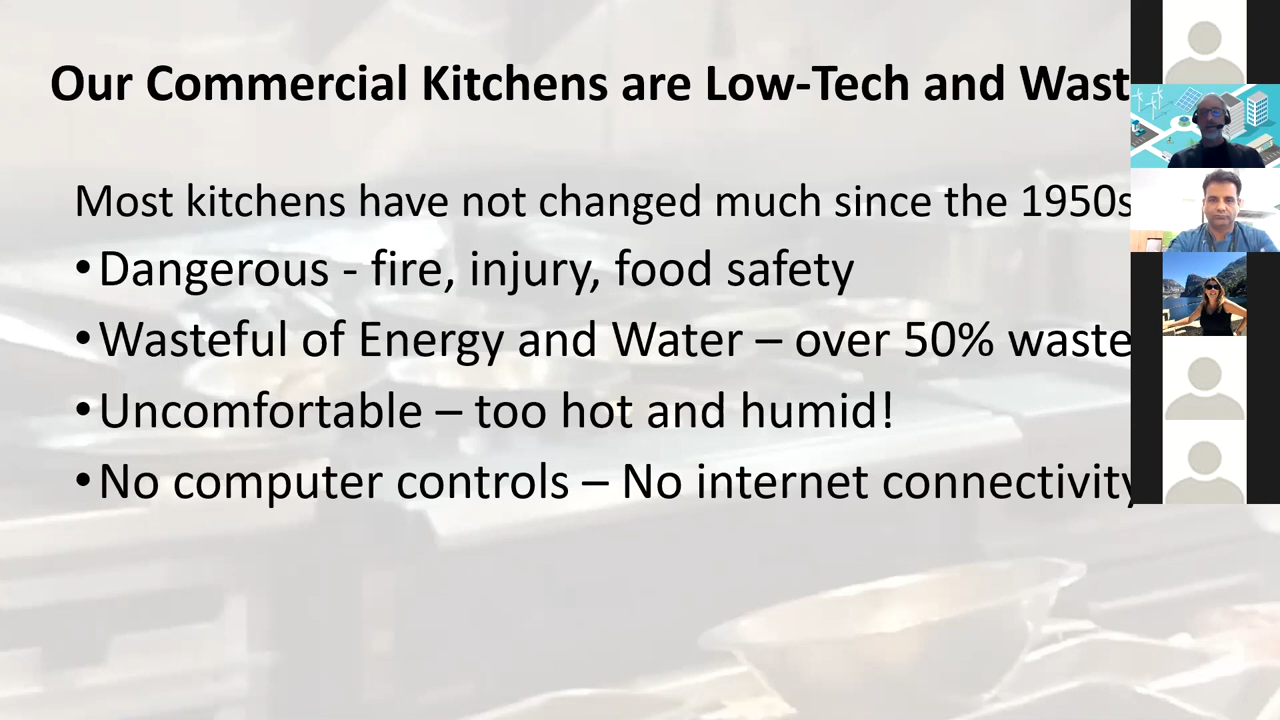 Our Commercial Kitchens are Low-Tech and Wast
Most kitchens have not changed much since the 1950s
•Dangerous - fire, injury, food safety
•Wasteful of Energy and Water – over 50% waste
•Uncomfortable – too hot and humid!
•No computer controls – No internet connectivity